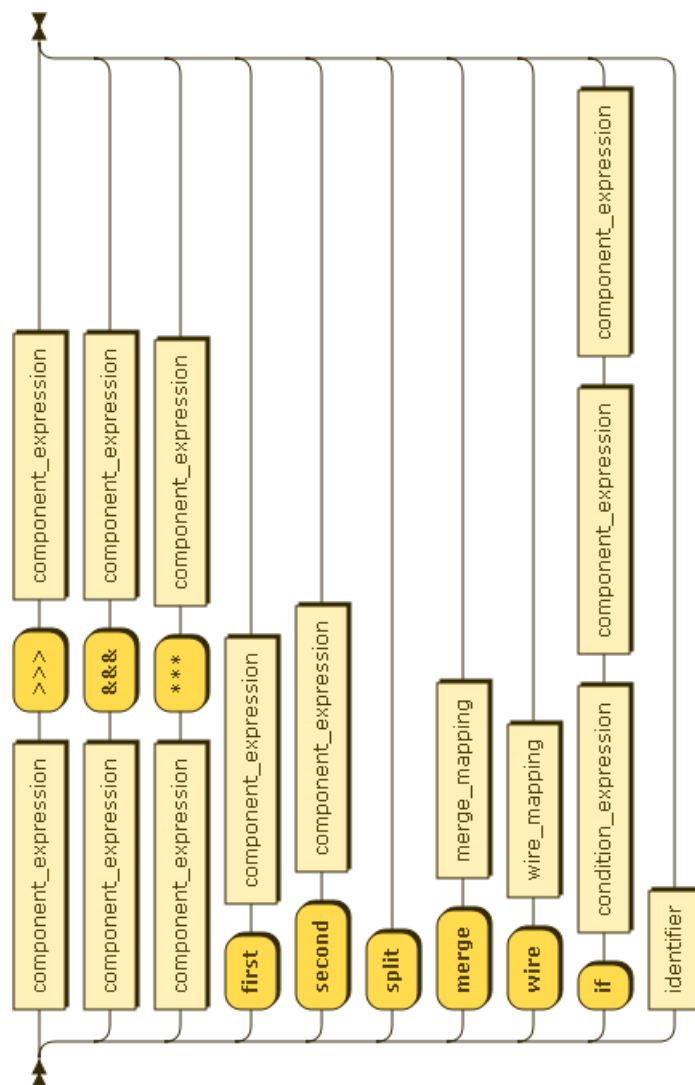 component_expression >>> component_expression
component_expression &&& component_expression
component_expression *** component_expression
first component_expression
second component_expression
split
merge merge_mapping
wire wire_mapping
if condition_expression component_expression component_expression
identifier